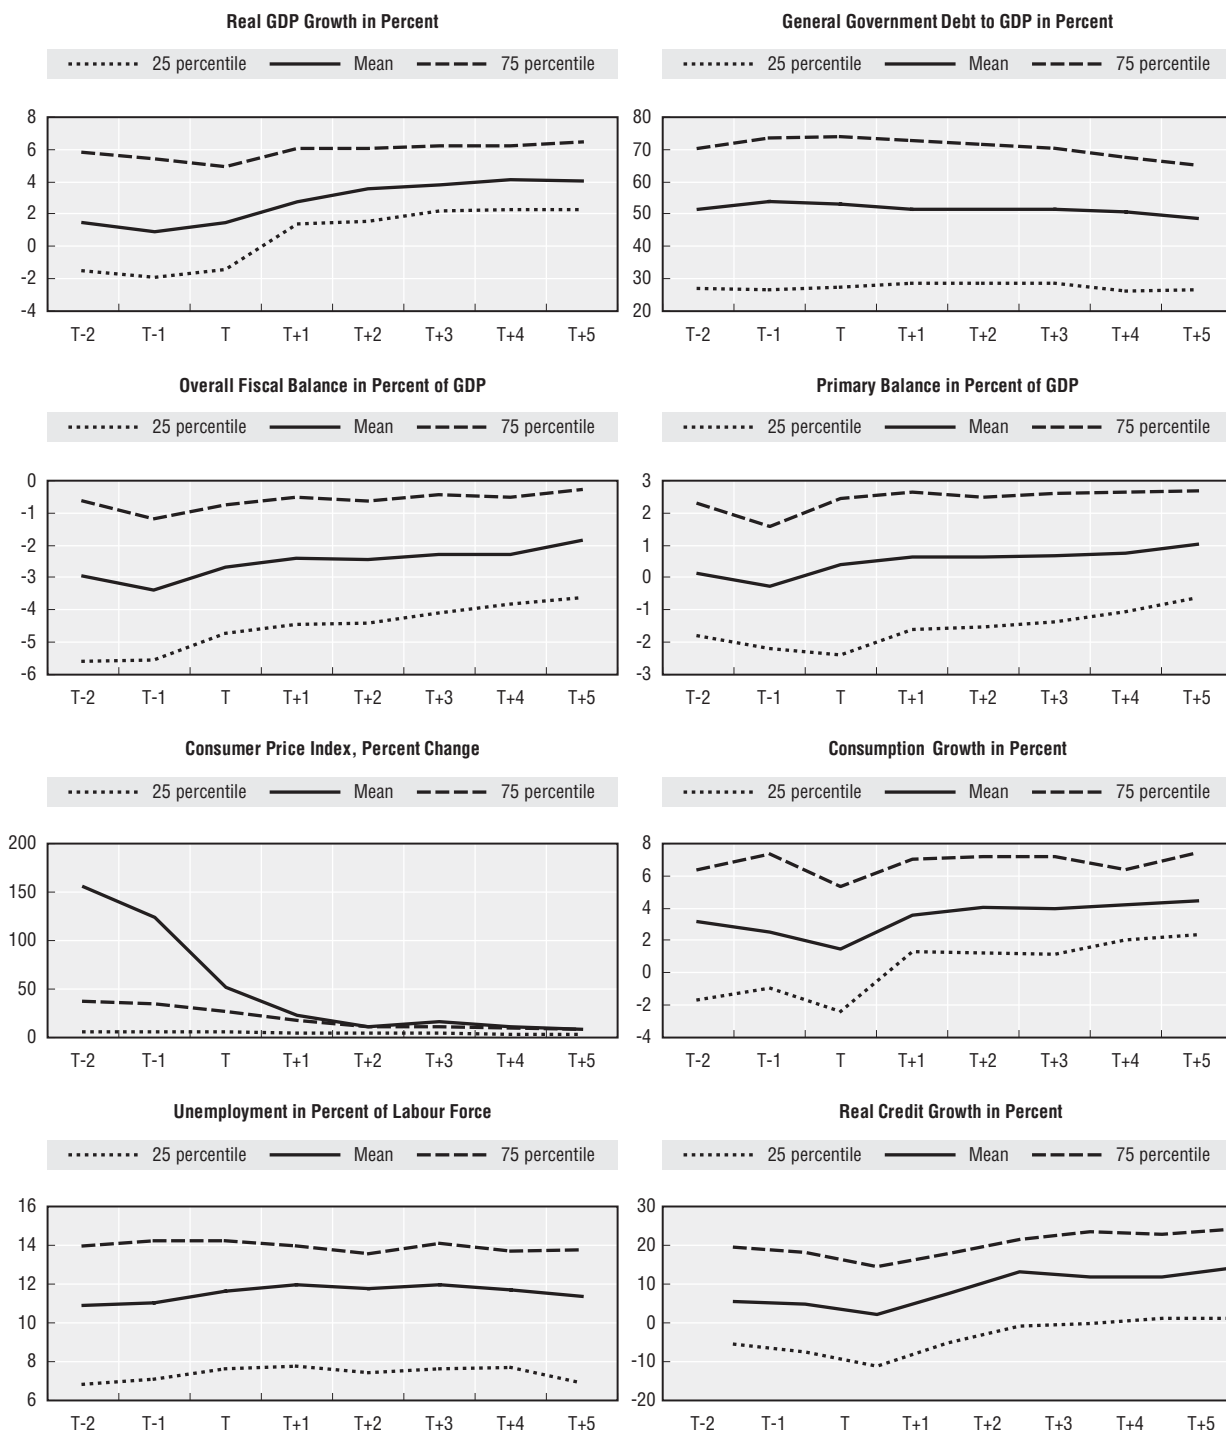 Real GDP Growth in Percent
25 percentile Mean 75 percentile
8
6
4
2
0
-2
-4
T-2 T-1 T T+1 T+2 T+3 T+4 T+5
General Government Debt to GDP in Percent
25 percentile Mean 75 percentile
80
70
60
50
40
30
20
T-2 T-1 T T+1 T+2 T+3 T+4 T+5
Overall Fiscal Balance in Percent of GDP
25 percentile Mean 75 percentile
0
-1
-2
-3
-4
-5
-6
T-2 T-1 T T+1 T+2 T+3 T+4 T+5
Primary Balance in Percent of GDP
25 percentile Mean 75 percentile
3
2
1
0
-1
-2
-3
T-2 T-1 T T+1 T+2 T+3 T+4 T+5
Consumer Price Index, Percent Change
25 percentile Mean 75 percentile
200
150
100
50
0
T-2 T-1 T T+1 T+2 T+3 T+4 T+5
Consumption Growth in Percent
25 percentile Mean 75 percentile
8
6
4
2
0
-2
-4
T-2 T-1 T T+1 T+2 T+3 T+4 T+5
Unemployment in Percent of Labour Force
25 percentile Mean 75 percentile
16
14
12
10
8
6
T-2 T-1 T T+1 T+2 T+3 T+4 T+5
Real Credit Growth in Percent
25 percentile Mean 75 percentile
30
20
10
0
-10
-20
T-2 T-1 T T+1 T+2 T+3 T+4 T+5